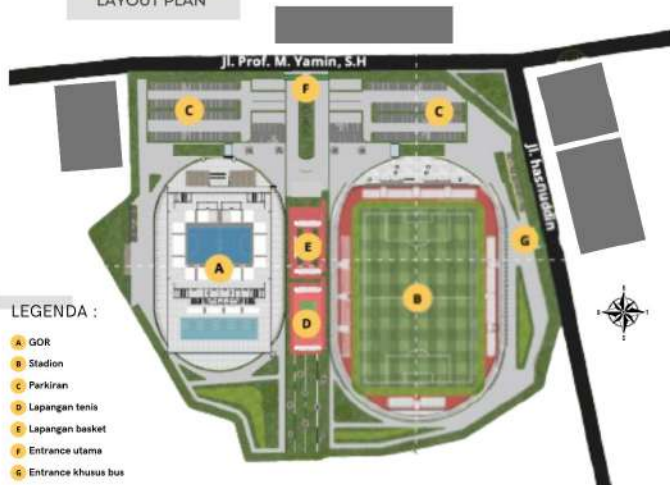 LAYOUT PLAN
Jl. Prof. M. Yamin, S.H
F
C
C
Jl. hasnuddin
G
E
A
B
D
LEGENDA :
A GOR
B Stadion
C Parkiran
D Lapangan tenis
E Lapangan basket
F Entrance utama
G Entrance khusus bus